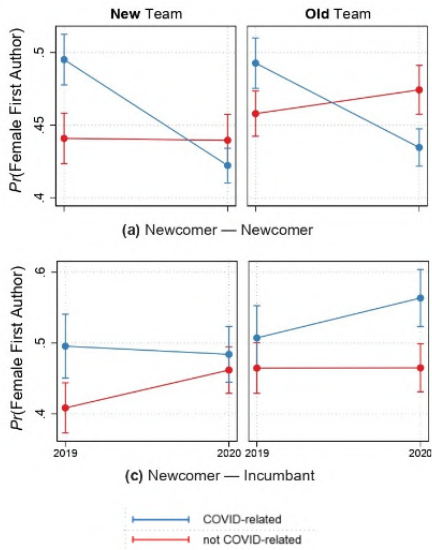 New Team Old Team
Pr(Female First Author)
.5
.45
.4
(a) Newcomer — Newcomer
Pr(Female First Author)
.6
.5
.4
2019 2020 2019 2020
(c) Newcomer — Incumbant
COVID-related
not COVID-related